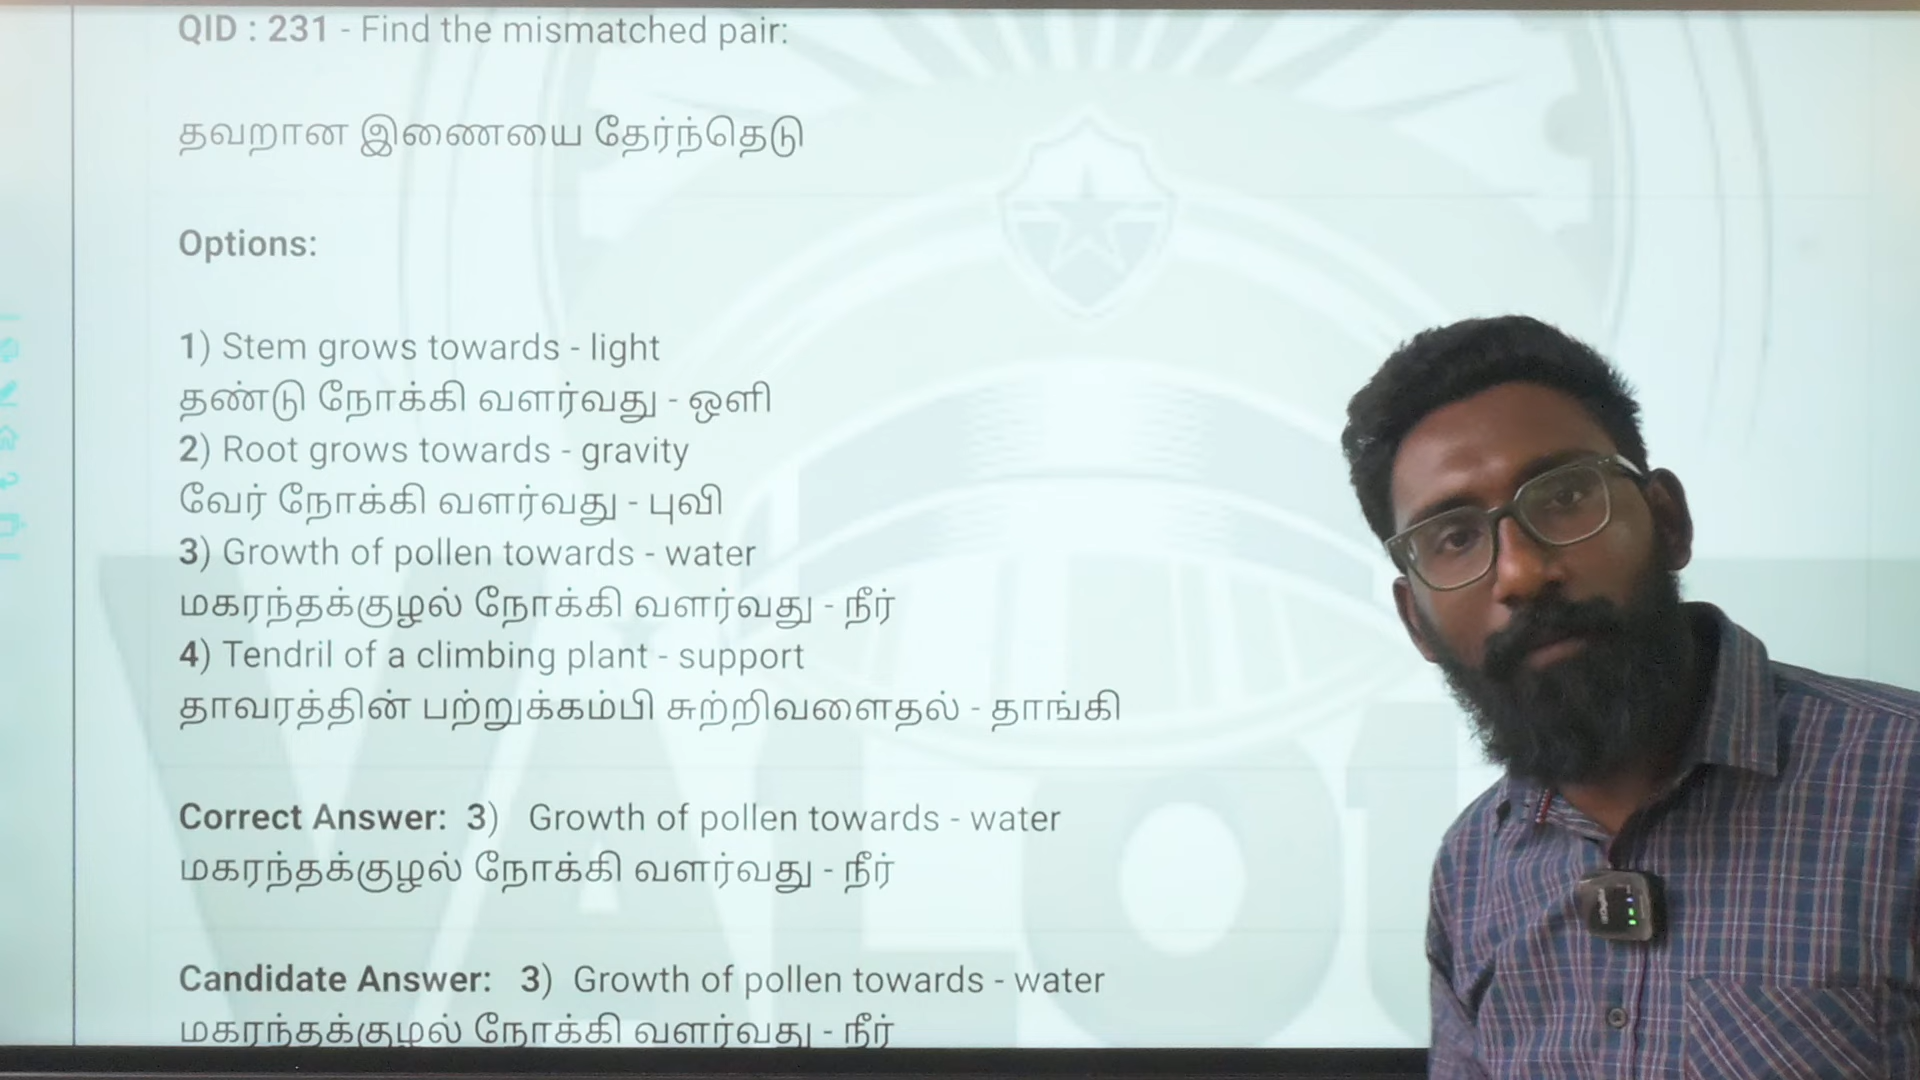 QID : 231 - Find the mismatched pair:
தவறான இணையை தேர்ந்தெடு
Options:
1) Stem grows towards - light
தண்டு நோக்கி வளர்வது - ஒளி
2) Root grows towards - gravity
வேர் நோக்கி வளர்வது - புவி
3) Growth of pollen towards - water
மகரந்தக்குழல் நோக்கி வளர்வது - நீர்
4) Tendril of a climbing plant - support
தாவரத்தின் பற்றுக்கம்பி சுற்றிவளைதல் - தாங்கி
Correct Answer: 3) Growth of pollen towards - water
மகரந்தக்குழல் நோக்கி வளர்வது - நீர்
Candidate Answer: 3) Growth of pollen towards - water
மகரந்தக்குழல் நோக்கி வளர்வது - நீர்